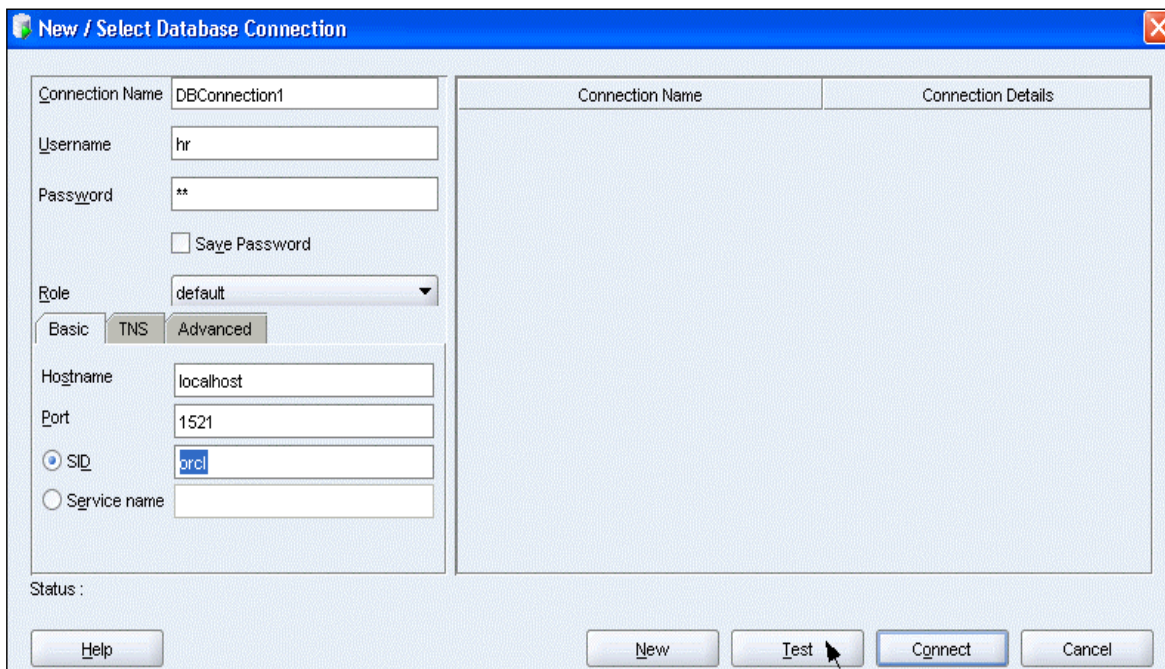 New / Select Database Connection
Connection Name DBConnection1
Username hr
Password **
Save Password
Role default
Basic TNS Advanced
Hostname localhost
Port 1521
SID orcl
Service name
Connection Name Connection Details
Status :
Help New Test Connect Cancel